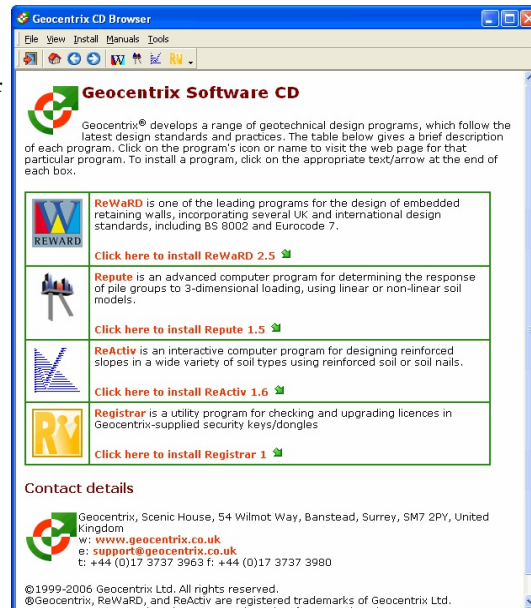 Geocentrix CD Browser
File View Install Manuals Tools
Geocentrix Software CD
Geocentrix® develops a range of geotechnical design programs, which follow the
latest design standards and practices. The table below gives a brief description
of each program. Click on the program's icon or name to visit the web page for that
particular program. To install a program, click on the appropriate text/arrow at the end of
each box.
REWARD
ReWaRD is one of the leading programs for the design of embedded
retaining walls, incorporating several UK and international design
standards, including BS 8002 and Eurocode 7.
Click here to install ReWaRD 2.5
Repute is an advanced computer program for determining the response
of pile groups to 3-dimensional loading, using linear or non-linear soil
models.
Click here to install Repute 1.5
ReActiv is an interactive computer program for designing reinforced
slopes in a wide variety of soil types using reinforced soil or soil nails.
Click here to install ReActiv 1.6
Registrar is a utility program for checking and upgrading licences in
Geocentrix-supplied security keys/dongles
Click here to install Registrar 1
Contact details
Geocentrix, Scenic House, 54 Wilmot Way, Banstead, Surrey, SM7 2PY, United
Kingdom
w: www.geocentrix.co.uk
e: support@geocentrix.co.uk
t: +44 (0)17 3737 3963 f: +44 (0)17 3737 3980
©1999-2006 Geocentrix Ltd. All rights reserved.
®Geocentrix, ReWaRD, and ReActiv are registered trademarks of Geocentrix Ltd.